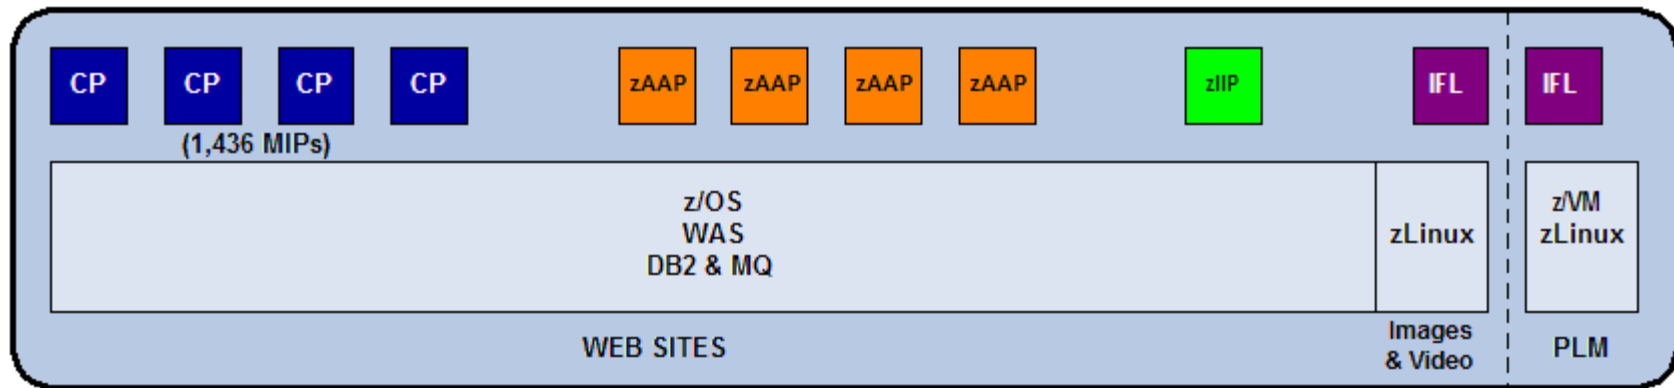 CP CP CP CP zAAP zAAP zAAP zAAP zIIP IFL IFL
(1,436 MIPs)
z/OS
WAS
DB2 & MQ
zLinux
z/VM
zLinux
WEB SITES
Images
& Video
PLM